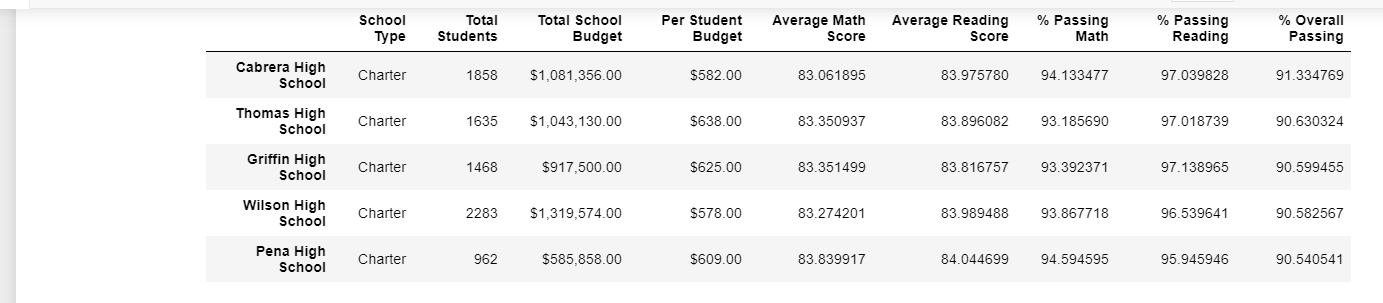 School Total Total School Per Student Average Math Average Reading % Passing % Passing % Overall
Type Students Budget Budget Score Score Math Reading Passing
Cabrera High
School Charter 1858 $1,081,356.00 $582.00 83.061895 83.975780 94.133477 97.039828 91.334769
Thomas High
School Charter 1635 $1,043,130.00 $638.00 83.350937 83.896082 93.185690 97.018739 90.630324
Griffin High
School Charter 1468 $917,500.00 $625.00 83.351499 83.816757 93.392371 97.138965 90.599455
Wilson High
School Charter 2283 $1,319,574.00 $578.00 83.274201 83.989488 93.867718 96.539641 90.582567
Pena High
School Charter 962 $585,858.00 $609.00 83.839917 84.044699 94.594595 95.945946 90.540541